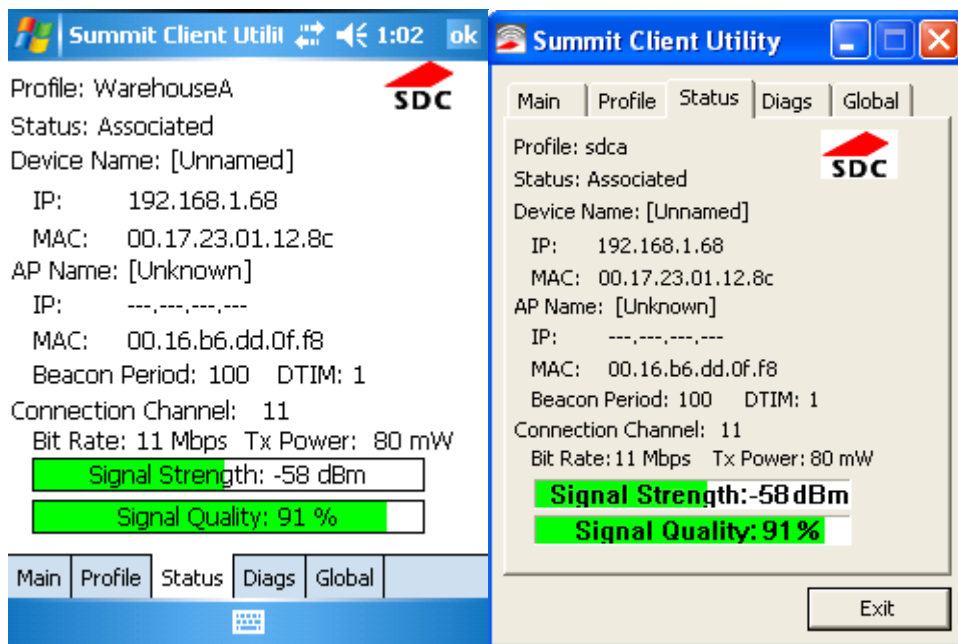 Summit Client Utilit 1:02 ok
Profile: WarehouseA
SDC
Status: Associated
Device Name: [Unnamed]
IP: 192.168.1.68
MAC: 00.17.23.01.12.8c
AP Name: [Unknown]
IP: ---.---.---.---
MAC: 00.16.b6.dd.0f.f8
Beacon Period: 100 DTIM: 1
Connection Channel: 11
Bit Rate: 11 Mbps Tx Power: 80 mW
Signal Strength: -58 dBm
Signal Quality: 91 %
Main Profile Status Diags Global
Summit Client Utility
Main Profile Status Diags Global
Profile: sdca
SDC
Status: Associated
Device Name: [Unnamed]
IP: 192.168.1.68
MAC: 00.17.23.01.12.8c
AP Name: [Unknown]
IP: ---.---.---.---
MAC: 00.16.b6.dd.0f.f8
Beacon Period: 100 DTIM: 1
Connection Channel: 11
Bit Rate: 11 Mbps Tx Power: 80 mW
Signal Strength:-58 dBm
Signal Quality: 91 %
Exit